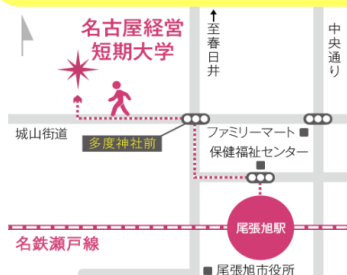 名古屋経営
短期大学
↑
至春日井
中央通り
城山街道
多度神社前
ファミリーマート
保健福祉センター
尾張旭駅
名鉄瀬戸線
尾張旭市役所